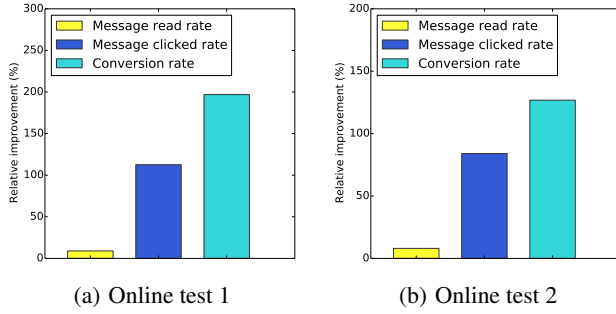 300
250
200
150
100
50
0
Relative improvement (%)
Message read rate
Message clicked rate
Conversion rate
(a) Online test 1
200
150
100
50
0
Relative improvement (%)
Message read rate
Message clicked rate
Conversion rate
(b) Online test 2